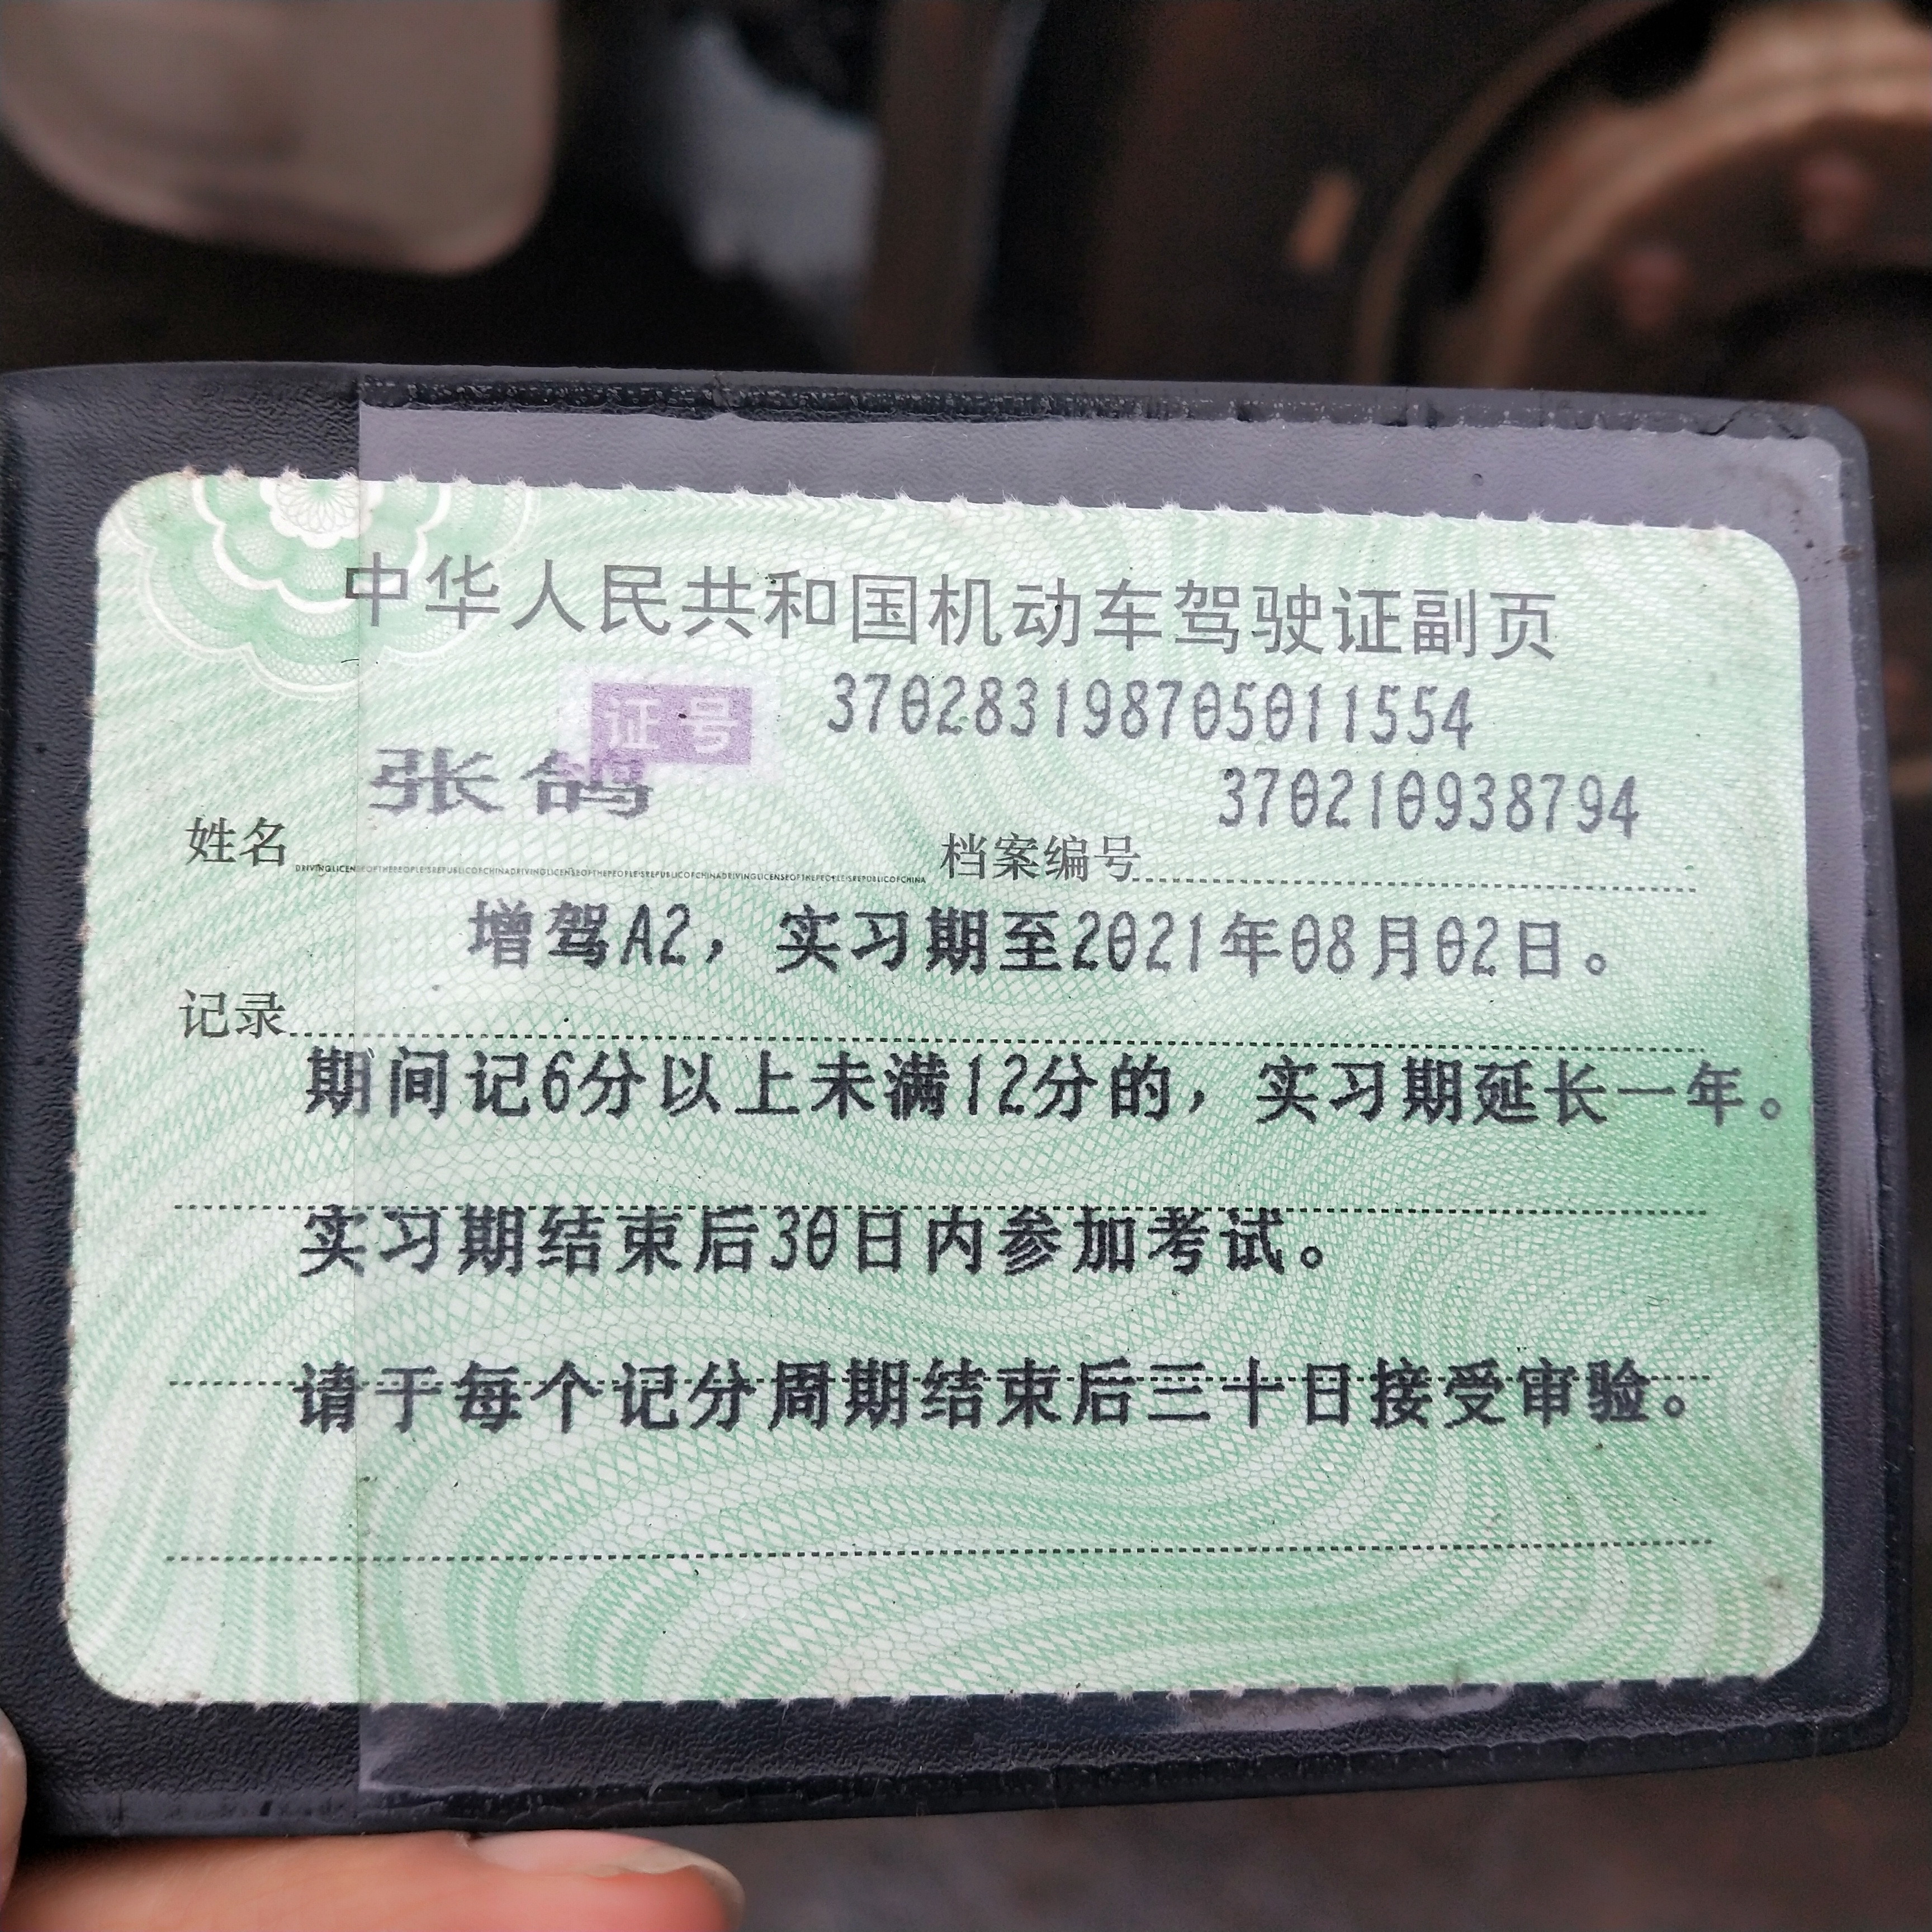 中华人民共和国机动车驾驶证副页
证号 370283198705011554
姓名 张鸽 档案编号 370210938794
DRIVINGLICENSEOFTHEPEOPLE'SREPUBLICOFCHINADRIVINGLICENSEOFTHEPEOPLE'SREPUBLICOFCHINADRIVINGLICENSEOFTHEPEOPLE'SREPUBLICOFCHINA
记录 增驾A2，实习期至2021年08月02日。
期间记6分以上未满12分的，实习期延长一年。
实习期结束后30日内参加考试。
请于每个记分周期结束后三十日接受审验。